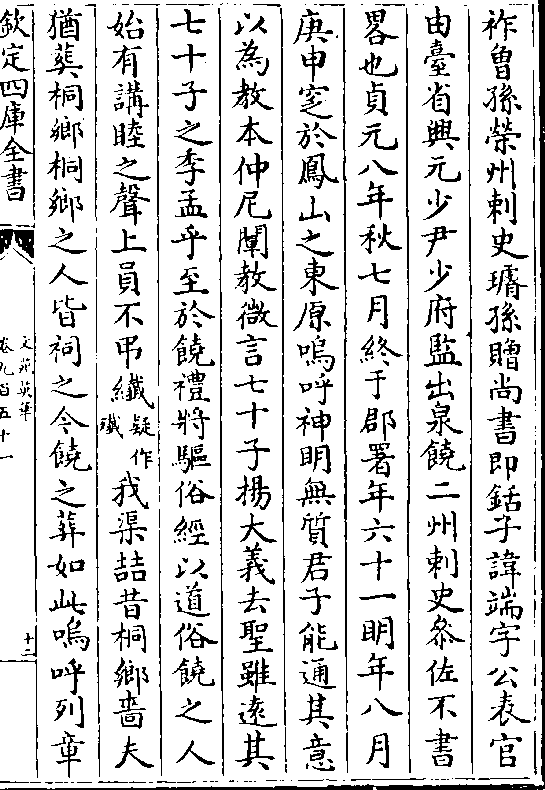 祚曽孫榮州刺史璿孫贈尚書即銛子諱端字公表官
由臺省興元少尹少府監出泉饒二州刺史叅佐不書
畧也貞元八年秋七月終于郡署年六十一明年八月
庚申窆於鳳山之東原嗚呼神明無質君子能通其意
以為教本仲尼闡教微言七十子揚大義去聖雖逺其
七十子之季孟乎至於饒禮將驅俗經以道俗饒之人
始有講睦之聲上員不弔纎疑作殱我渠喆昔桐鄉嗇夫
猶葬桐鄉桐鄉之人皆祠之今饒之葬如此嗚呼列章
欽定四庫全書
文苑英華
卷九百五十一
十二